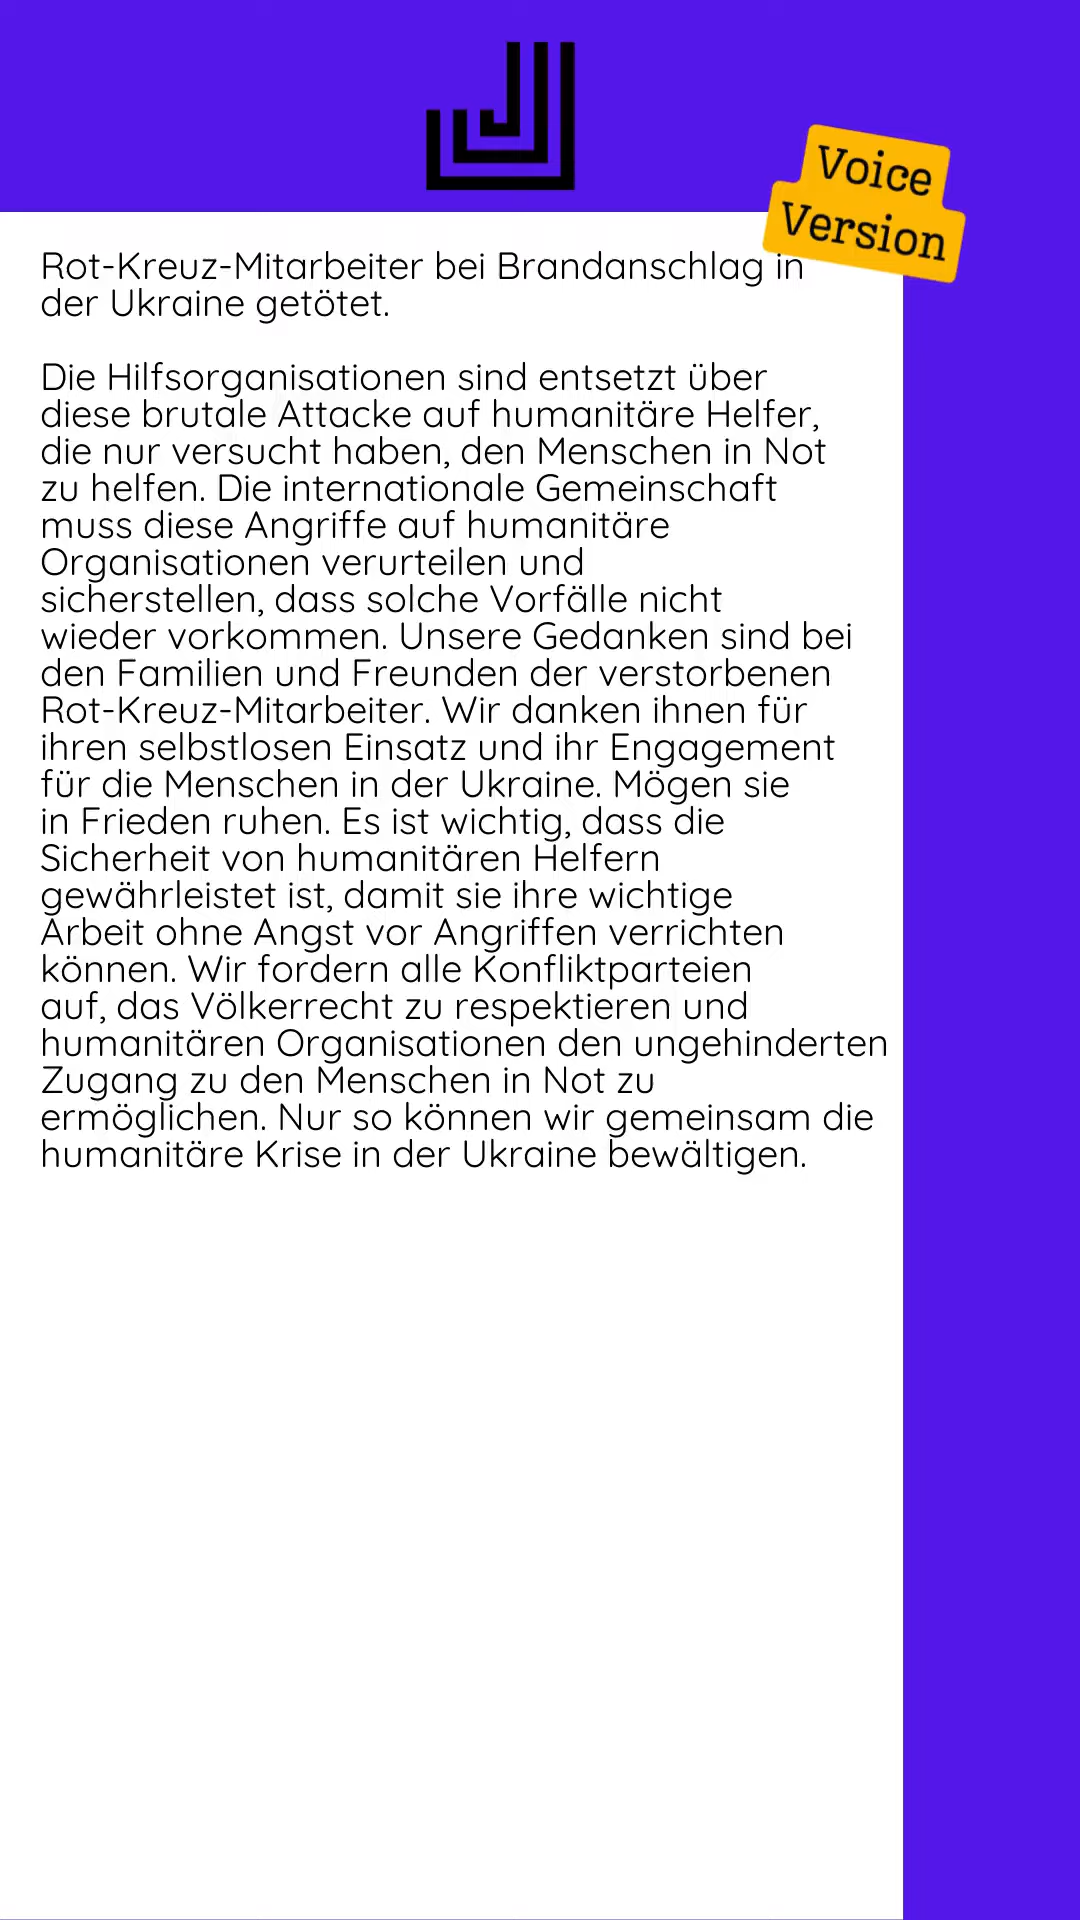 Voice
Version
Rot-Kreuz-Mitarbeiter bei Brandanschlag in
der Ukraine getötet.
Die Hilfsorganisationen sind entsetzt über
diese brutale Attacke auf humanitäre Helfer,
die nur versucht haben, den Menschen in Not
zu helfen. Die internationale Gemeinschaft
muss diese Angriffe auf humanitäre
Organisationen verurteilen und
sicherstellen, dass solche Vorfälle nicht
wieder vorkommen. Unsere Gedanken sind bei
den Familien und Freunden der verstorbenen
Rot-Kreuz-Mitarbeiter. Wir danken ihnen für
ihren selbstlosen Einsatz und ihr Engagement
für die Menschen in der Ukraine. Mögen sie
in Frieden ruhen. Es ist wichtig, dass die
Sicherheit von humanitären Helfern
gewährleistet ist, damit sie ihre wichtige
Arbeit ohne Angst vor Angriffen verrichten
können. Wir fordern alle Konfliktparteien
auf, das Völkerrecht zu respektieren und
humanitären Organisationen den ungehinderten
Zugang zu den Menschen in Not zu
ermöglichen. Nur so können wir gemeinsam die
humanitäre Krise in der Ukraine bewältigen.